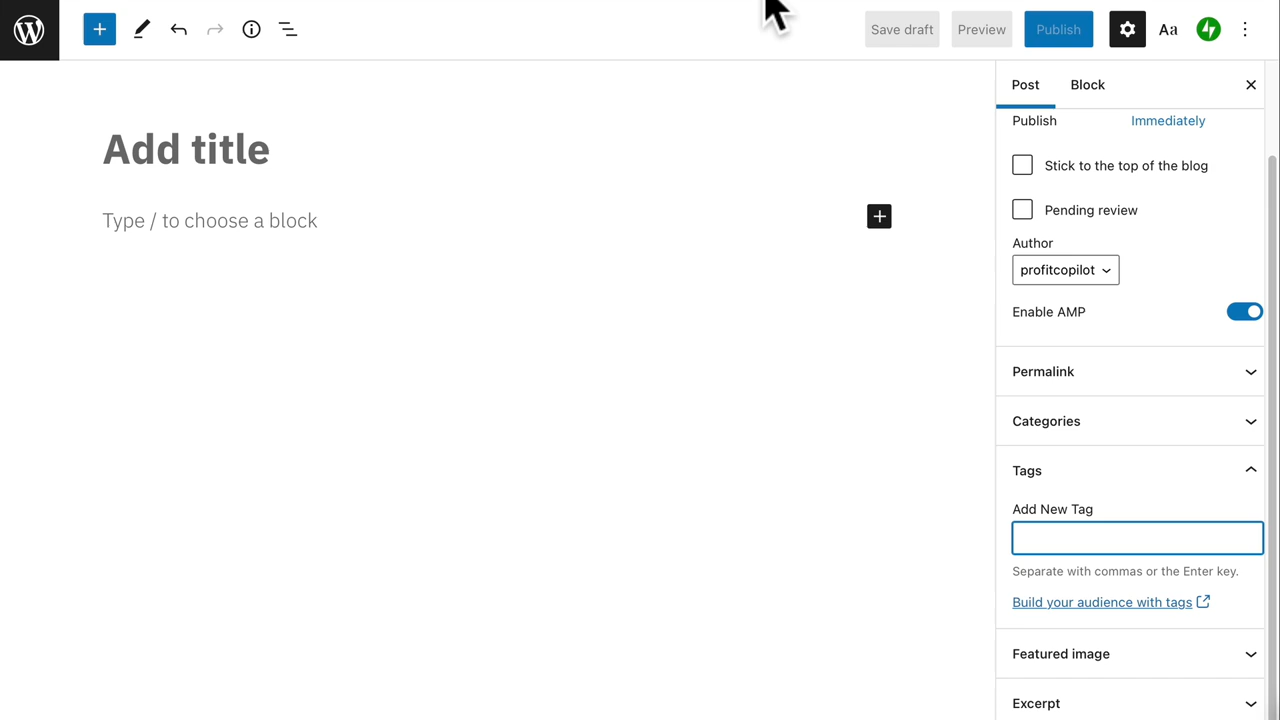 Save draft
Preview
Publish
Aa
Post
Block
Publish
Immediately
Add title
Stick to the top of the blog
Type / to choose a block
Pending review
Author
profitcopilot
Enable AMP
Permalink
Categories
Tags
Add New Tag
Separate with commas or the Enter key.
Build your audience with tags
Featured image
Excerpt